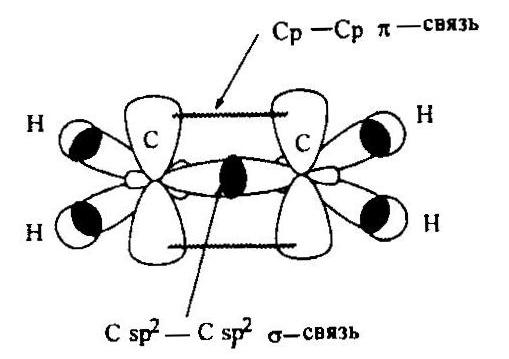 Cp — Cp π — связь
H H
C C
H H
C sp² — C sp² σ–связь